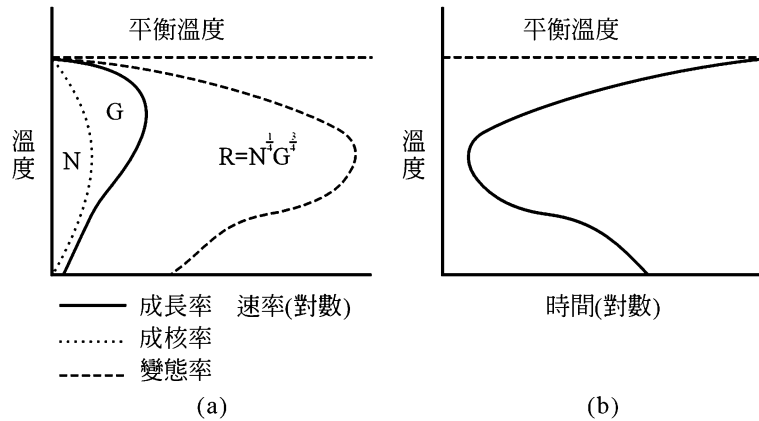 平衡溫度
G
N
R=N^{1/4}G^{3/4}
溫度
成長率
速率(對數)
成核率
變態率
(a)
平衡溫度
溫度
時間(對數)
(b)